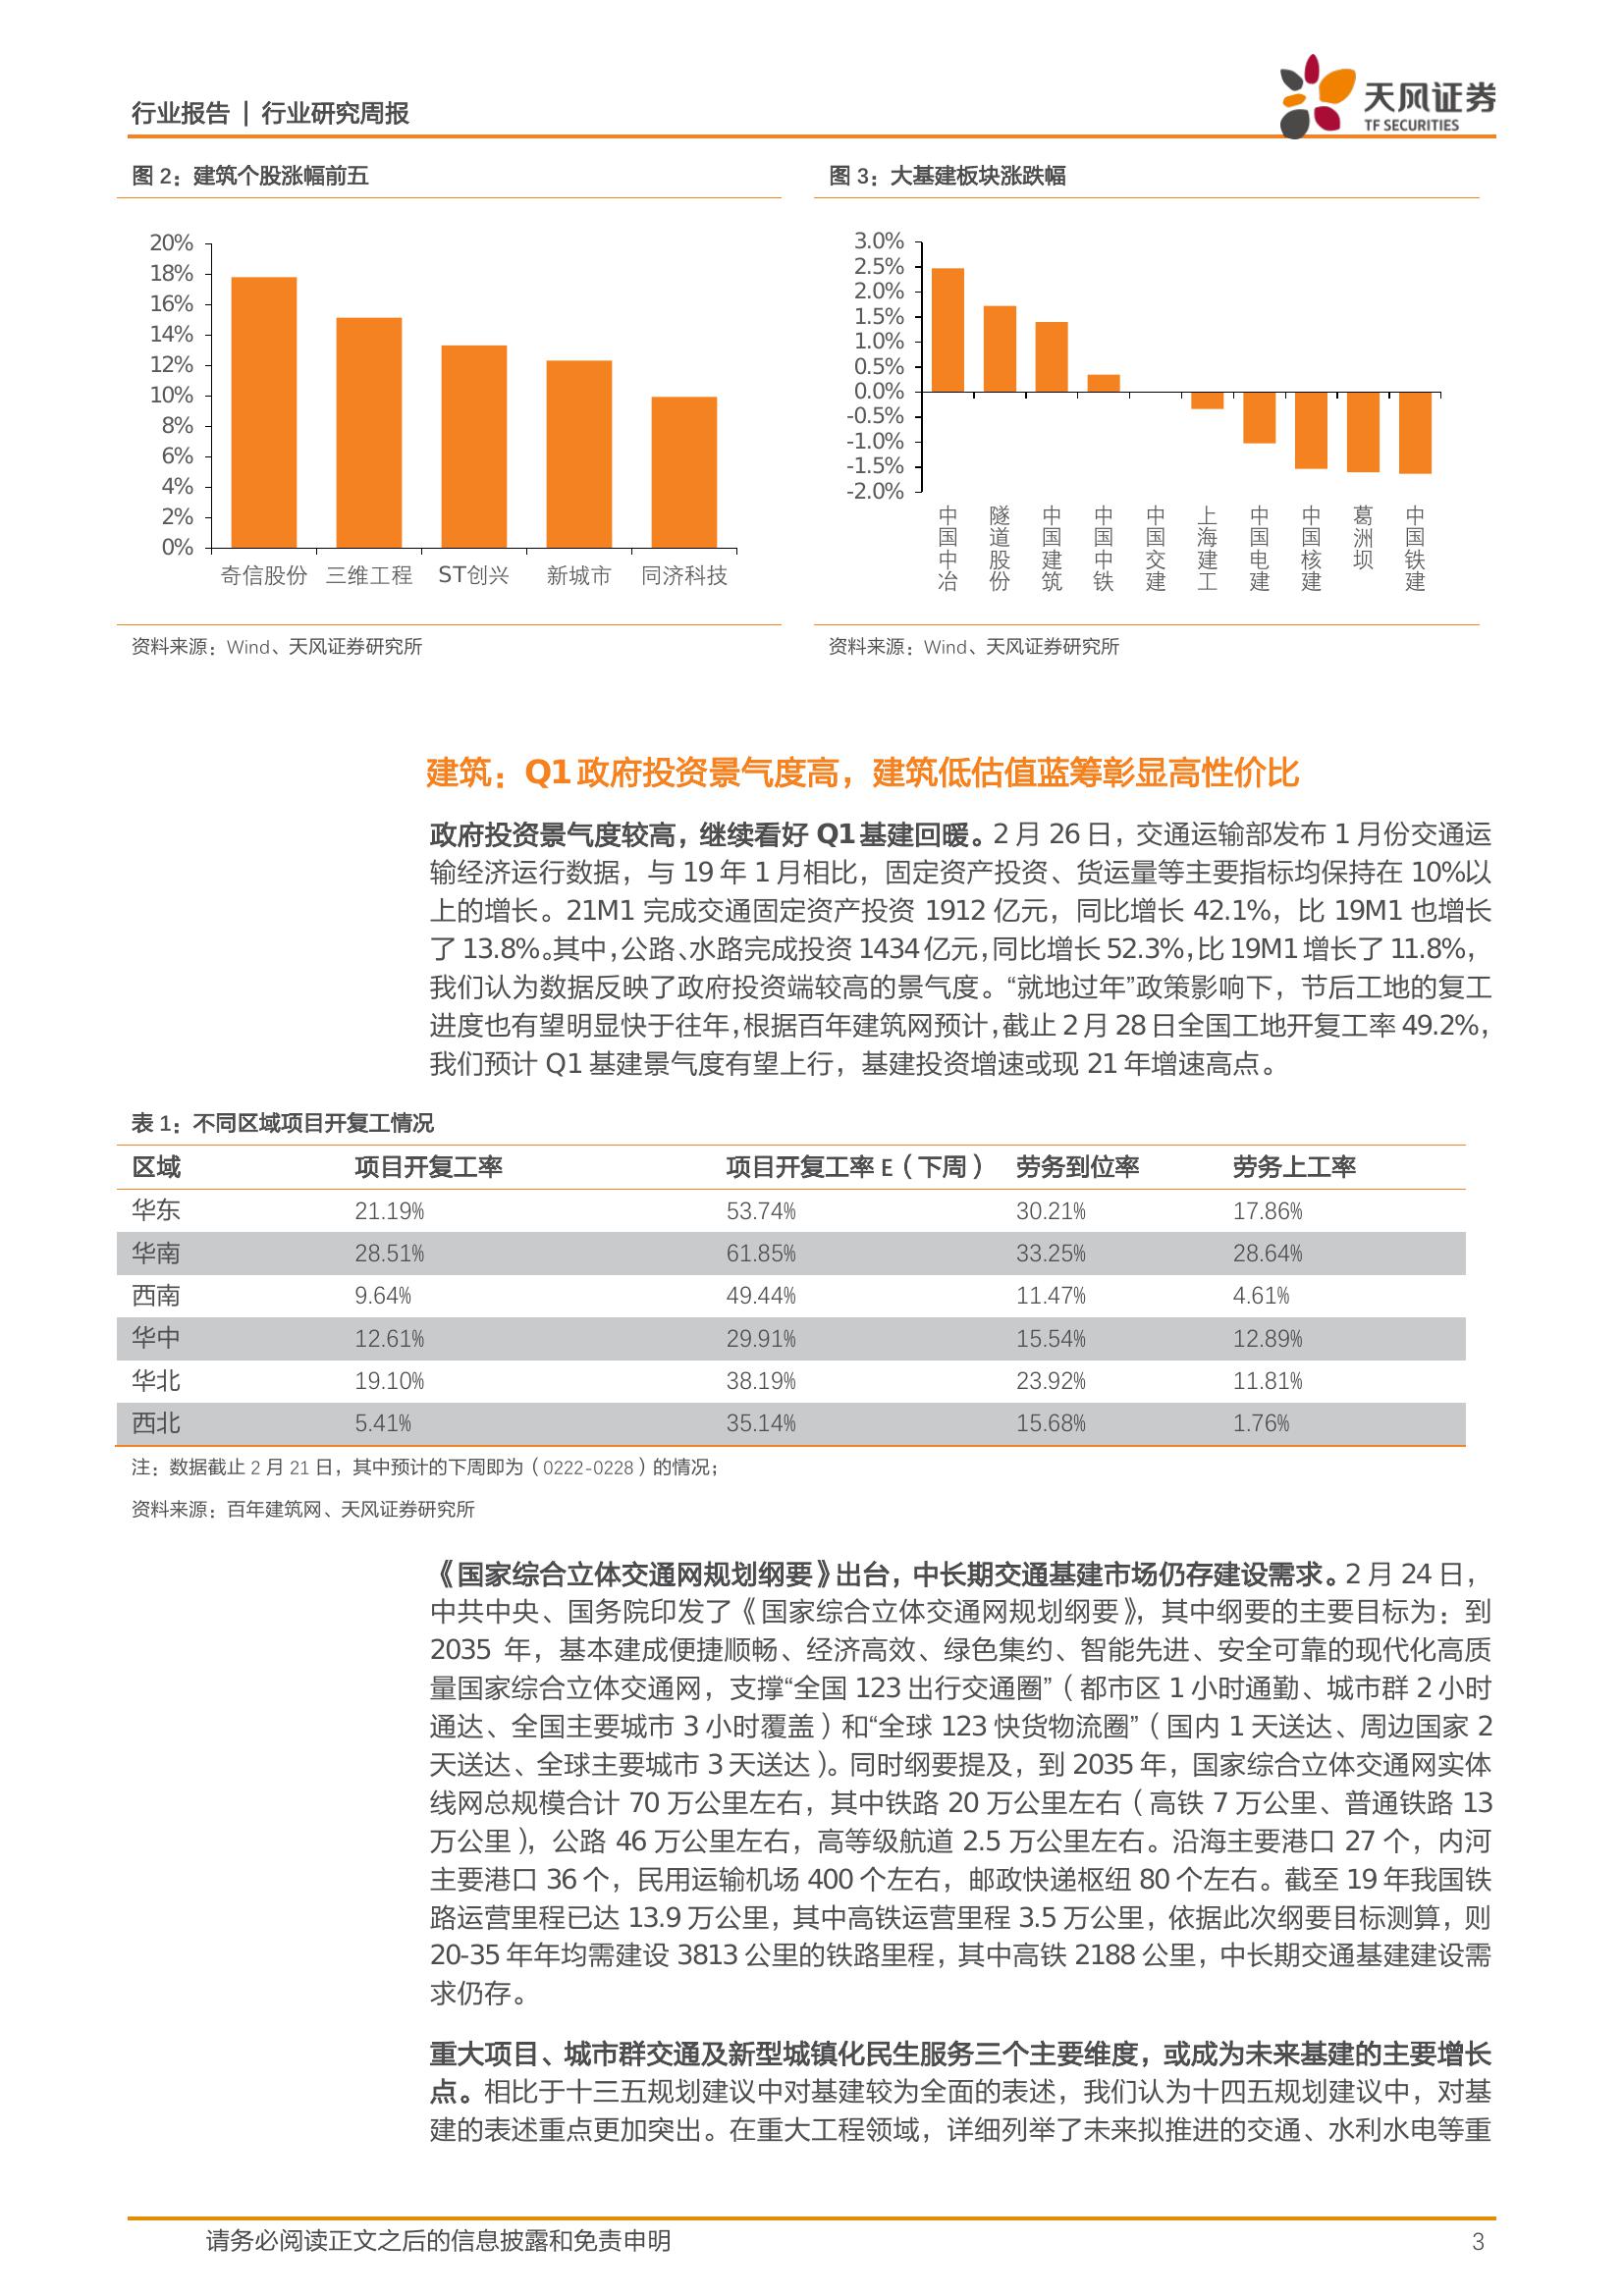 行业报告 | 行业研究周报
天风证券
TF SECURITIES
图 2：建筑个股涨幅前五
20%
18%
16%
14%
12%
10%
8%
6%
4%
2%
0%
奇信股份 三维工程 ST创兴 新城市 同济科技
资料来源：Wind、天风证券研究所
图 3：大基建板块涨跌幅
3.0%
2.5%
2.0%
1.5%
1.0%
0.5%
0.0%
-0.5%
-1.0%
-1.5%
-2.0%
中国中冶 隧道股份 中国建筑 中国中铁 中国交建 上海建工 中国电建 中国核建 葛洲坝 中国铁建
资料来源：Wind、天风证券研究所
建筑：Q1政府投资景气度高，建筑低估值蓝筹彰显高性价比
政府投资景气度较高，继续看好 Q1 基建回暖。2 月 26 日，交通运输部发布 1 月份交通运
输经济运行数据，与 19 年 1 月相比，固定资产投资、货运量等主要指标均保持在 10%以
上的增长。21M1 完成交通固定资产投资 1912 亿元，同比增长 42.1%，比 19M1 也增长
了 13.8%。其中，公路、水路完成投资 1434 亿元，同比增长 52.3%，比 19M1 增长了 11.8%，
我们认为数据反映了政府投资端较高的景气度。“就地过年”政策影响下，节后工地的复工
进度也有望明显快于往年，根据百年建筑网预计，截止 2 月 28 日全国工地开复工率 49.2%，
我们预计 Q1 基建景气度有望上行，基建投资增速或现 21 年增速高点。
表 1：不同区域项目开复工情况
区域 项目开复工率 项目开复工率 E（下周） 劳务到位率 劳务上工率
华东 21.19% 53.74% 30.21% 17.86%
华南 28.51% 61.85% 33.25% 28.64%
西南 9.64% 49.44% 11.47% 4.61%
华中 12.61% 29.91% 15.54% 12.89%
华北 19.10% 38.19% 23.92% 11.81%
西北 5.41% 35.14% 15.68% 1.76%
注：数据截止 2 月 21 日，其中预计的下周即为（0222-0228）的情况；
资料来源：百年建筑网、天风证券研究所
《国家综合立体交通网规划纲要》出台，中长期交通基建市场仍存建设需求。2 月 24 日，
中共中央、国务院印发了《国家综合立体交通网规划纲要》，其中纲要的主要目标为：到
2035 年，基本建成便捷顺畅、经济高效、绿色集约、智能先进、安全可靠的现代化高质
量国家综合立体交通网，支撑“全国 123 出行交通圈”（都市区 1 小时通勤、城市群 2 小时
通达、全国主要城市 3 小时覆盖）和“全球 123 快货物流圈”（国内 1 天送达、周边国家 2
天送达、全球主要城市 3 天送达）。同时纲要提及，到 2035 年，国家综合立体交通网实体
线网总规模合计 70 万公里左右，其中铁路 20 万公里左右（高铁 7 万公里、普通铁路 13
万公里），公路 46 万公里左右，高等级航道 2.5 万公里左右。沿海主要港口 27 个，内河
主要港口 36 个，民用运输机场 400 个左右，邮政快递枢纽 80 个左右。截至 19 年我国铁
路运营里程已达 13.9 万公里，其中高铁运营里程 3.5 万公里，依据此次纲要目标测算，则
20-35 年年均需建设 3813 公里的铁路里程，其中高铁 2188 公里，中长期交通基建建设需
求仍存。
重大项目、城市群交通及新型城镇化民生服务三个主要维度，或成为未来基建的主要增长
点。相比于十三五规划建议中对基建较为全面的表述，我们认为十四五规划建议中，对基
建的表述重点更加突出。在重大工程领域，详细列举了未来拟推进的交通、水利水电等重
请务必阅读正文之后的信息披露和免责申明 3